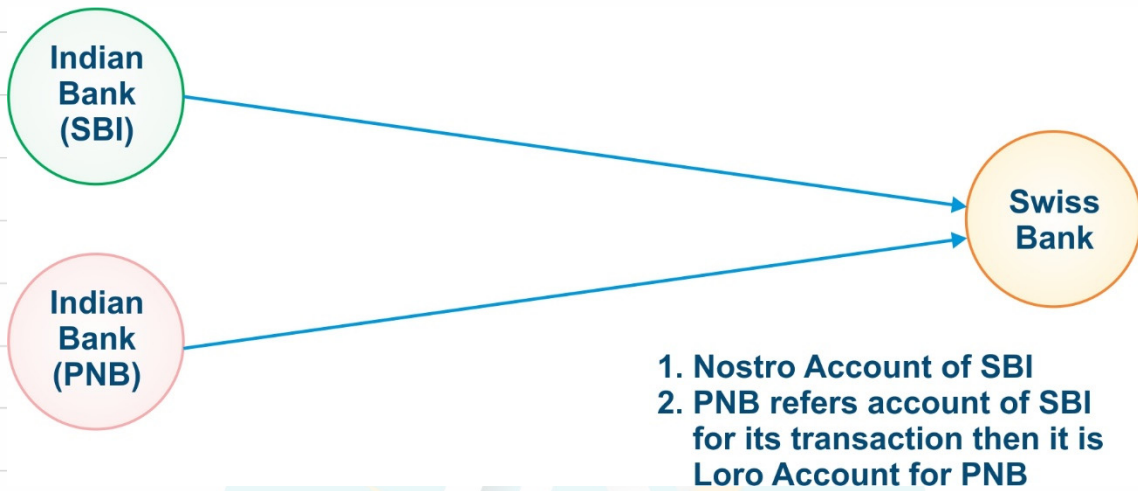 Indian
Bank
(SBI)
Swiss
Bank
Indian
Bank
(PNB)
1. Nostro Account of SBI
2. PNB refers account of SBI
for its transaction then it is
Loro Account for PNB